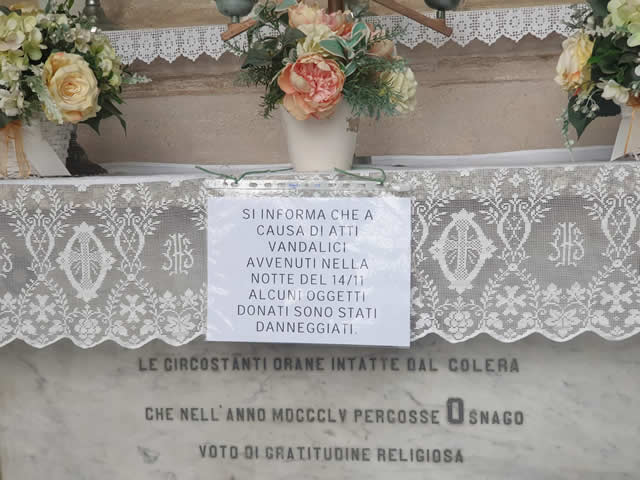 SI INFORMA CHE A
CAUSA DI ATTI
VANDALICI
AVVENUTI NELLA
NOTTE DEL 14/11
ALCUNI OGGETTI
DONATI SONO STATI
DANNEGGIATI.
LE CIRCOSTANTI ORANE INTATTE DAL COLERA
CHE NELL'ANNO MDCCCLV PERCOSSE OSNAGO
VOTO DI GRATITUDINE RELIGIOSA